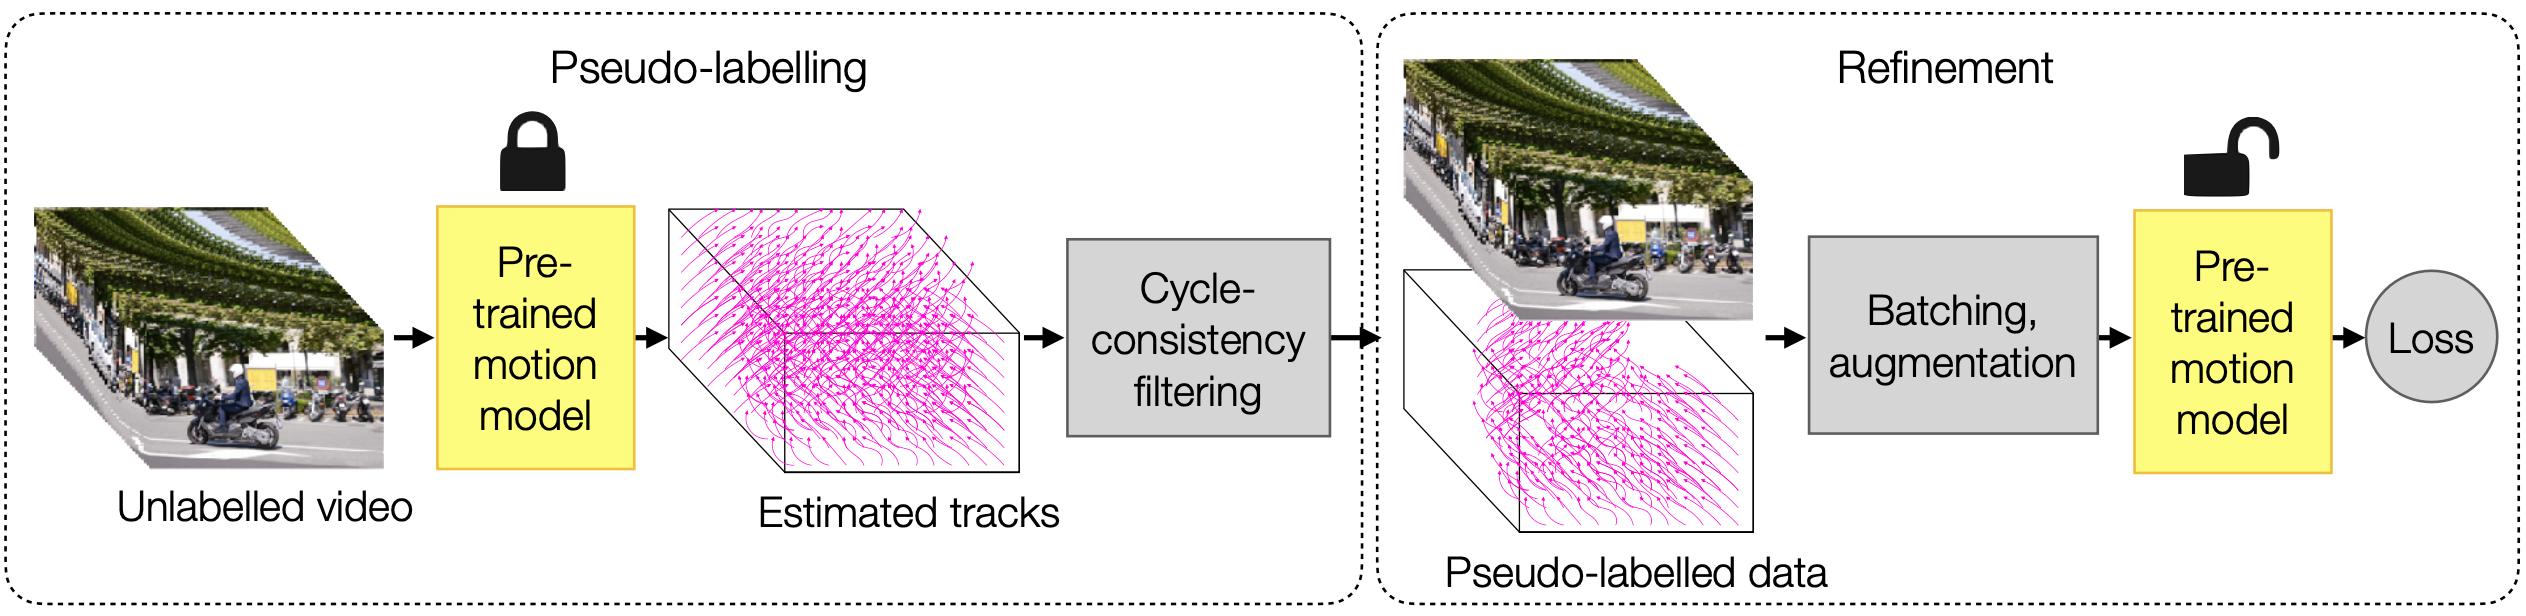 Pseudo-labelling
Pre-
trained
motion
model
Unlabelled video
Estimated tracks
Cycle-
consistency
filtering
Refinement
Pseudo-labelled data
Batching,
augmentation
Pre-
trained
motion
model
Loss